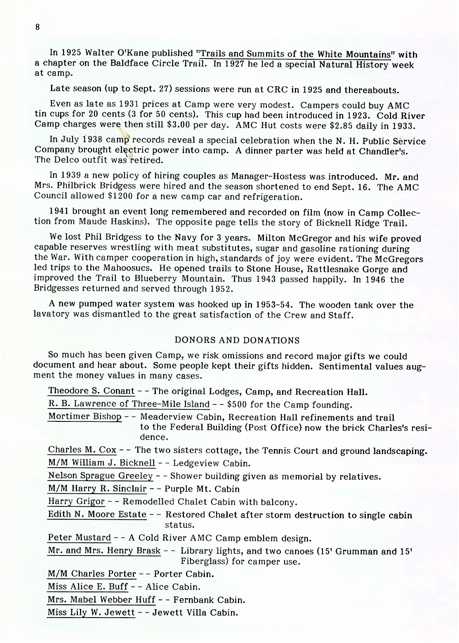 8
In 1925 Walter O'Kane published "Trails and Summits of the White Mountains" with
a chapter on the Baldface Circle Trail. In 1927 he led a special Natural History week
at camp.
Late season (up to Sept. 27) sessions were run at CRC in 1925 and thereabouts.
Even as late as 1931 prices at Camp were very modest. Campers could buy AMC
tin cups for 20 cents (3 for 50 cents). This cup had been introduced in 1923. Cold River
Camp charges were then still $3.00 per day. AMC Hut costs were $2.85 daily in 1933.
In July 1938 camp records reveal a special celebration when the N. H. Public Service
Company brought electric power into camp. A dinner parter was held at Chandler's.
The Delco outfit was retired.
In 1939 a new policy of hiring couples as Manager-Hostess was introduced. Mr. and
Mrs. Philbrick Bridgess were hired and the season shortened to end Sept. 16. The AMC
Council allowed $1200 for a new camp car and refrigeration.
1941 brought an event long remembered and recorded on film (now in Camp Collec-
tion from Maude Haskins). The opposite page tells the story of Bicknell Ridge Trail.
We lost Phil Bridgess to the Navy for 3 years. Milton McGregor and his wife proved
capable reserves wrestling with meat substitutes, sugar and gasoline rationing during
the War. With camper cooperation in high, standards of joy were evident. The McGregors
led trips to the Mahoosucs. He opened trails to Stone House, Rattlesnake Gorge and
improved the Trail to Blueberry Mountain. Thus 1943 passed happily. In 1946 the
Bridgesses returned and served through 1952.
A new pumped water system was hooked up in 1953-54. The wooden tank over the
lavatory was dismantled to the great satisfaction of the Crew and Staff.
DONORS AND DONATIONS
So much has been given Camp, we risk omissions and record major gifts we could
document and hear about. Some people kept their gifts hidden. Sentimental values aug-
ment the money values in many cases.
Theodore S. Conant - - The original Lodges, Camp, and Recreation Hall.
R. B. Lawrence of Three-Mile Island - - $500 for the Camp founding.
Mortimer Bishop - - Meaderview Cabin, Recreation Hall refinements and trail
to the Federal Building (Post Office) now the brick Charles's resi-
dence.
Charles M. Cox - - The two sisters cottage, the Tennis Court and ground landscaping.
M/M William J. Bicknell - - Ledgeview Cabin.
Nelson Sprague Greeley - - Shower building given as memorial by relatives.
M/M Harry R. Sinclair - - Purple Mt. Cabin
Harry Grigor - - Remodelled Chalet Cabin with balcony.
Edith N. Moore Estate - - Restored Chalet after storm destruction to single cabin
status.
Peter Mustard - - A Cold River AMC Camp emblem design.
Mr. and Mrs. Henry Brask - - Library lights, and two canoes (15' Grumman and 15'
Fiberglass) for camper use.
M/M Charles Porter - - Porter Cabin.
Miss Alice E. Buff - - Alice Cabin.
Mrs. Mabel Webber Huff - - Fernbank Cabin.
Miss Lily W. Jewett - - Jewett Villa Cabin.